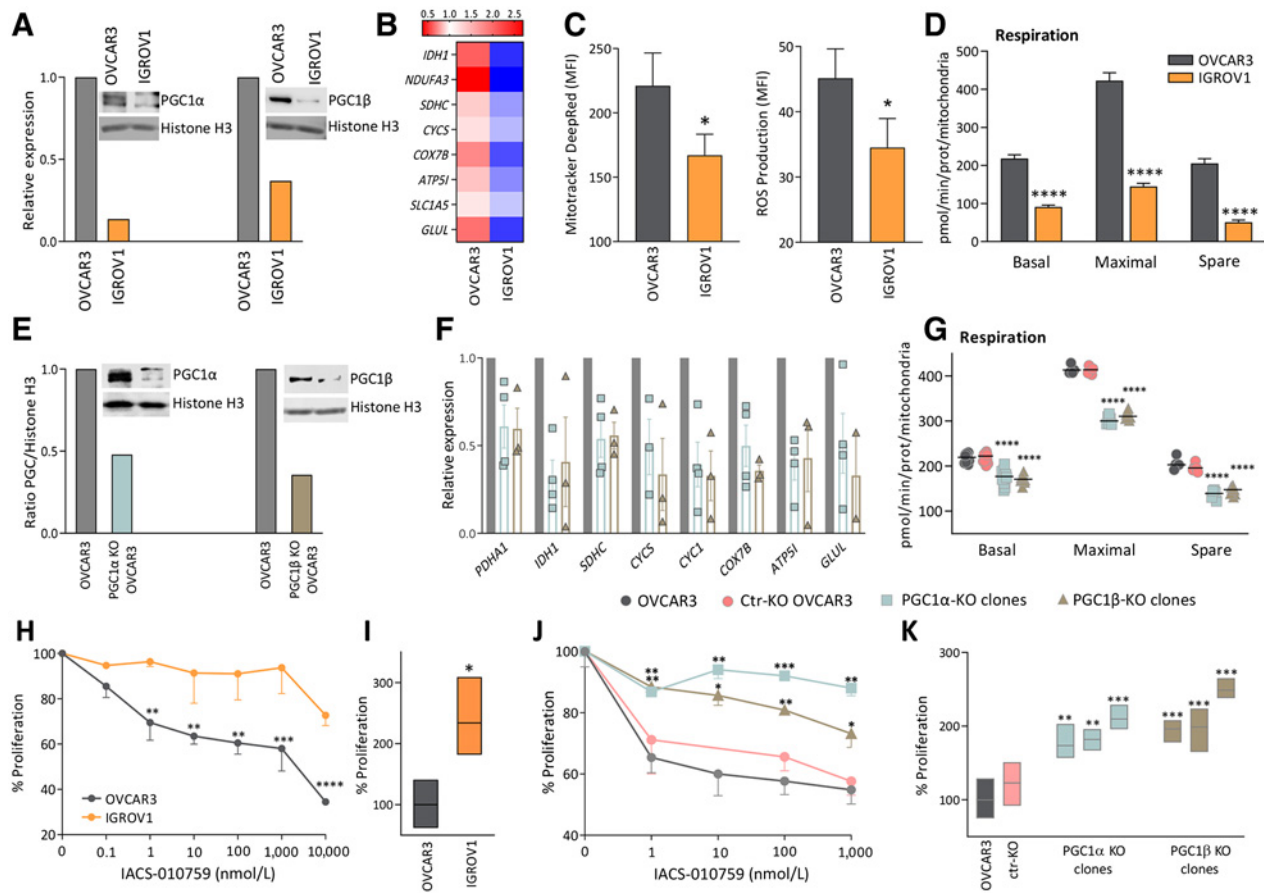 A
OVCAR3
IGROV1
OVCAR3
IGROV1
PGC1α
Histone H3
PGC1β
Histone H3
Relative expression
1.0
0.5
0.0
OVCAR3
IGROV1
OVCAR3
IGROV1
B
0.5 1.0 1.5 2.0 2.5
IDH1
NDUFA3
SDHC
CYCS
COX7B
ATP5I
SLC1A5
GLUL
OVCAR3
IGROV1
C
Mitotracker DeepRed (MFI)
250
200
150
100
*
OVCAR3
IGROV1
ROS Production (MFI)
50
40
30
20
*
OVCAR3
IGROV1
D
Respiration
OVCAR3
IGROV1
pmol/min/prot/mitochondria
500
400
300
200
100
0
****
****
****
Basal Maximal Spare
E
PGC1α
Histone H3
PGC1β
Histone H3
Ratio PGC/Histone H3
1.0
0.5
0.0
OVCAR3
PGC1α KO
OVCAR3
OVCAR3
PGC1β KO
OVCAR3
F
Relative expression
1.0
0.5
0.0
PDHA1
IDH1
SDHC
CYCS
CYC1
COX7B
ATP5I
GLUL
G
Respiration
pmol/min/prot/mitochondria
400
300
200
100
**** ****
**** ****
**** ****
Basal Maximal Spare
OVCAR3 Ctr-KO OVCAR3 PGC1α-KO clones PGC1β-KO clones
H
% Proliferation
100
80
60
40
20
** ** ** *** ****
OVCAR3
IGROV1
0 0.1 1 10 100 1,000 10,000
IACS-010759 (nmol/L)
I
% Proliferation
300
200
100
*
OVCAR3
IGROV1
J
% Proliferation
100
80
60
40
** ** *** **
** * ** *
0 1 10 100 1,000
IACS-010759 (nmol/L)
K
% Proliferation
300
200
100
** ** *** *** *** ***
OVCAR3
ctr-KO
PGC1α KO
clones
PGC1β KO
clones